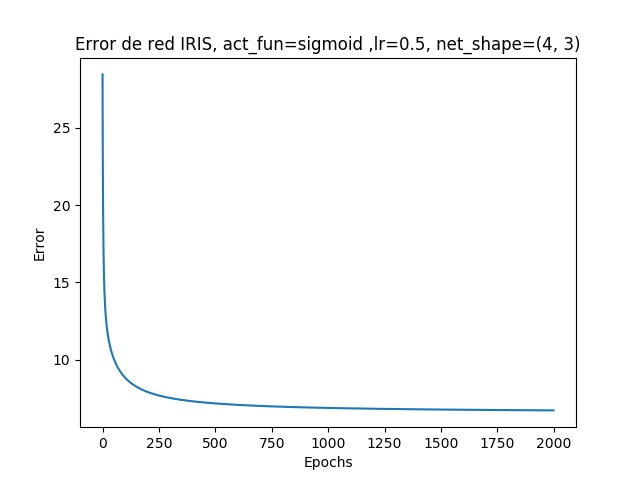 Error de red IRIS, act_fun=sigmoid ,lr=0.5, net_shape=(4, 3)
25
20
15
10
Error
0 250 500 750 1000 1250 1500 1750 2000
Epochs